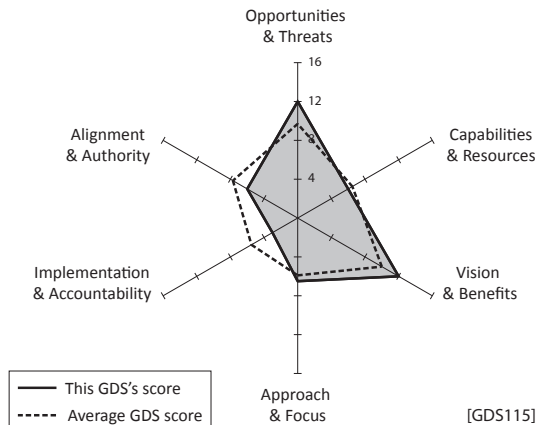 Opportunities
& Threats
16
12
8
4
Alignment
& Authority
Capabilities
& Resources
Implementation
& Accountability
Vision
& Benefits
Approach
& Focus
This GDS's score
Average GDS score
[GDS115]